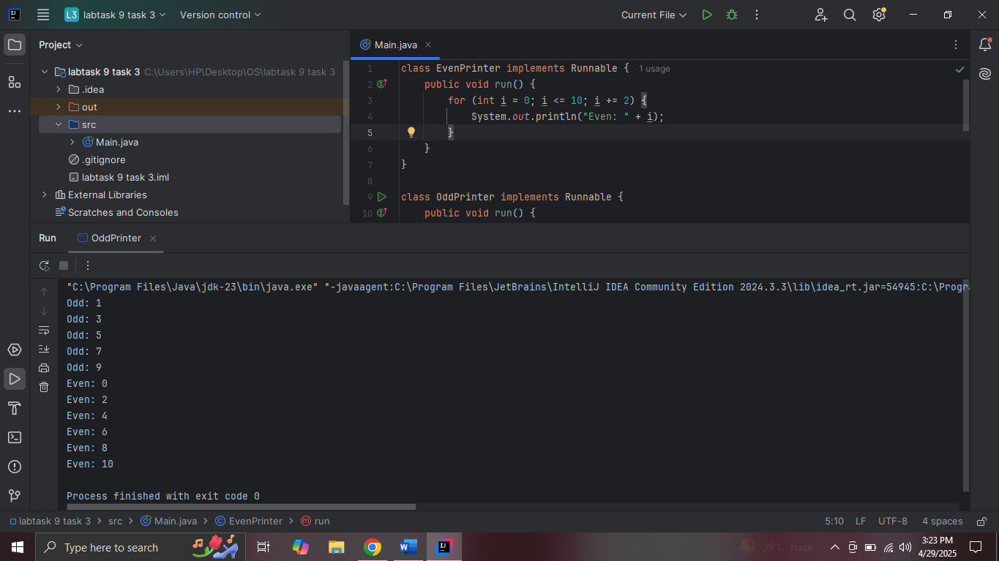 L3 labtask 9 task 3 Version control Current File
Project
Main.java
labtask 9 task 3 C:\Users\HP\Desktop\OS\labtask 9 task 3
.idea
out
src
Main.java
.gitignore
labtask 9 task 3.iml
External Libraries
Scratches and Consoles
1 class EvenPrinter implements Runnable { 1 usage
2 public void run() {
3 for (int i = 0; i <= 10; i += 2) {
4 System.out.println("Even: " + i);
5 }
6 }
7 }
8
9 class OddPrinter implements Runnable {
10 public void run() {
Run OddPrinter
"C:\Program Files\Java\jdk-23\bin\java.exe" "-javaagent:C:\Program Files\JetBrains\IntelliJ IDEA Community Edition 2024.3.3\lib\idea_rt.jar=54945:C:\Progra
Odd: 1
Odd: 3
Odd: 5
Odd: 7
Odd: 9
Even: 0
Even: 2
Even: 4
Even: 6
Even: 8
Even: 10
Process finished with exit code 0
labtask 9 task 3 > src > Main.java > EvenPrinter > run 5:10 LF UTF-8 4 spaces
Type here to search
39°C Haze
3:23 PM
4/29/2025